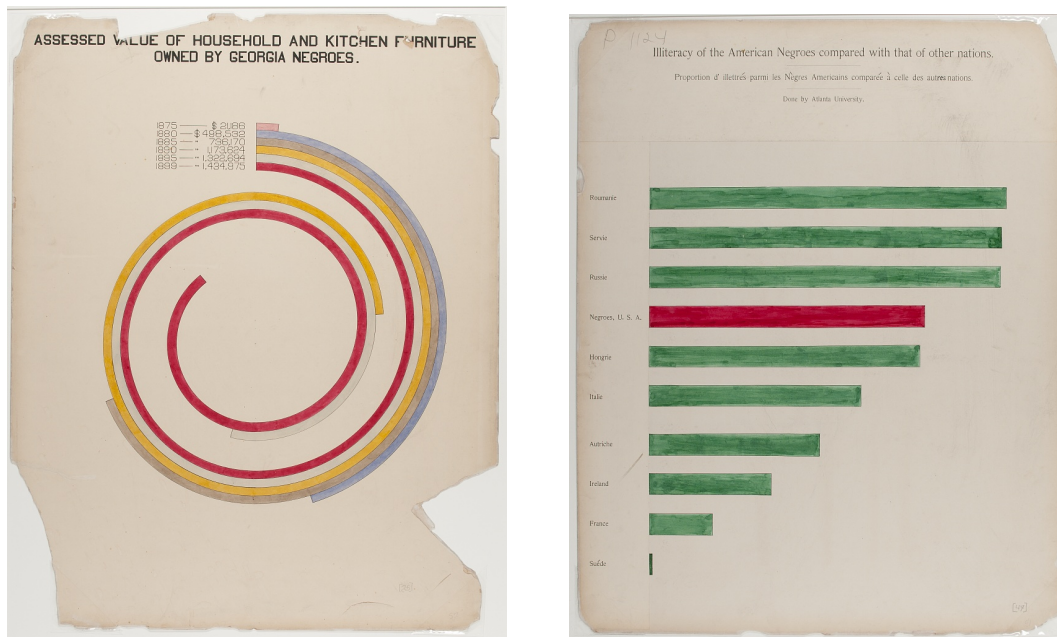 ASSESSED VALUE OF HOUSEHOLD AND KITCHEN FURNITURE
OWNED BY GEORGIA NEGROES.
1875 —— $ 21,186
1880 — $ 498,532
1885 — " 736,170
1890 — " 1,173,624
1895 — " 1,322,694
1899 — " 1,434,975
P 1124
Illiteracy of the American Negroes compared with that of other nations.
Proportion d' illettrés parmi les Nègres Americains comparée à celle des autres nations.
Done by Atlanta University.
Roumanie
Servie
Russie
Negroes, U. S. A.
Hongrie
Italie
Autriche
Ireland
France
Suéde